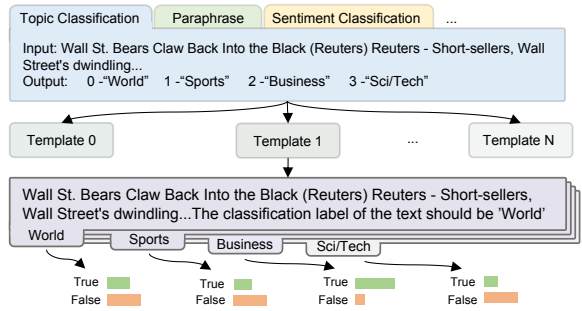 Topic Classification Paraphrase Sentiment Classification ...
Input: Wall St. Bears Claw Back Into the Black (Reuters) Reuters - Short-sellers, Wall
Street's dwindling...
Output: 0 -“World” 1 -“Sports” 2 -“Business” 3 -“Sci/Tech”
Template 0 Template 1 ... Template N
Wall St. Bears Claw Back Into the Black (Reuters) Reuters - Short-sellers,
Wall Street's dwindling...The classification label of the text should be 'World'
World Sports Business Sci/Tech
True True True True
False False False False